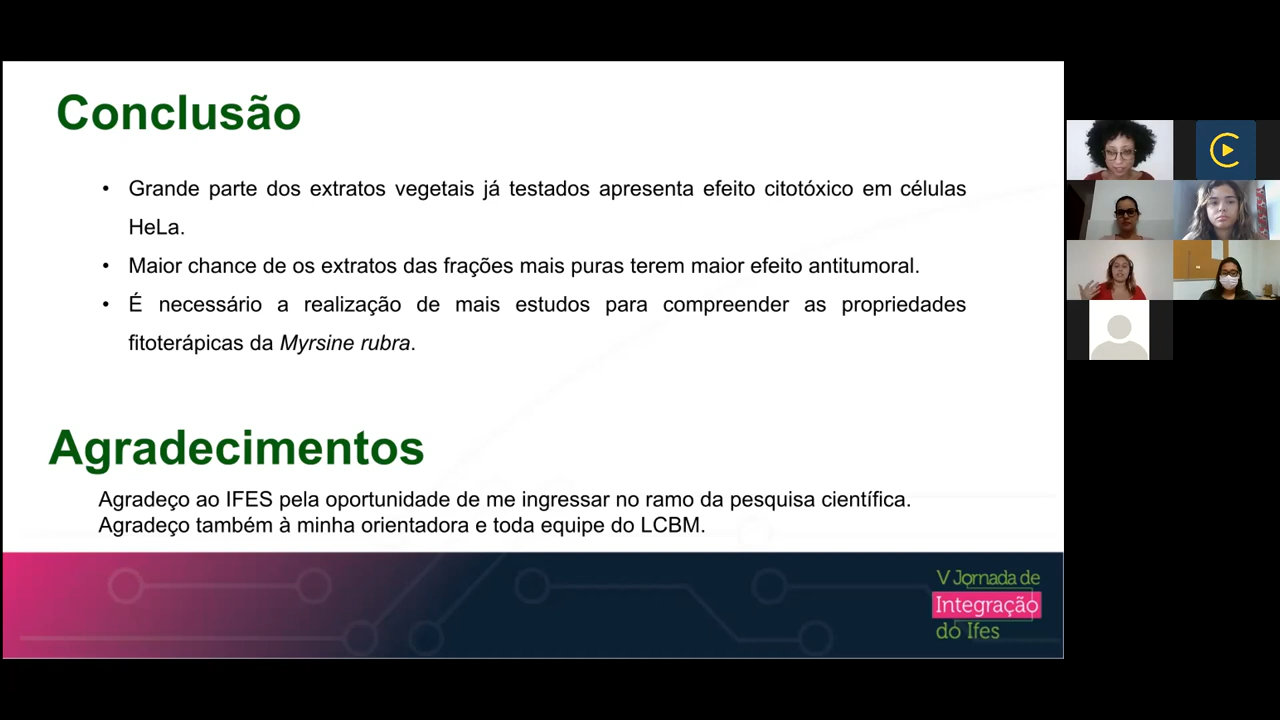 Conclusão
• Grande parte dos extratos vegetais já testados apresenta efeito citotóxico em células
HeLa.
• Maior chance de os extratos das frações mais puras terem maior efeito antitumoral.
• É necessário a realização de mais estudos para compreender as propriedades
fitoterápicas da Myrsine rubra.
Agradecimentos
Agradeço ao IFES pela oportunidade de me ingressar no ramo da pesquisa científica.
Agradeço também à minha orientadora e toda equipe do LCBM.
V Jornada de
Integração
do Ifes